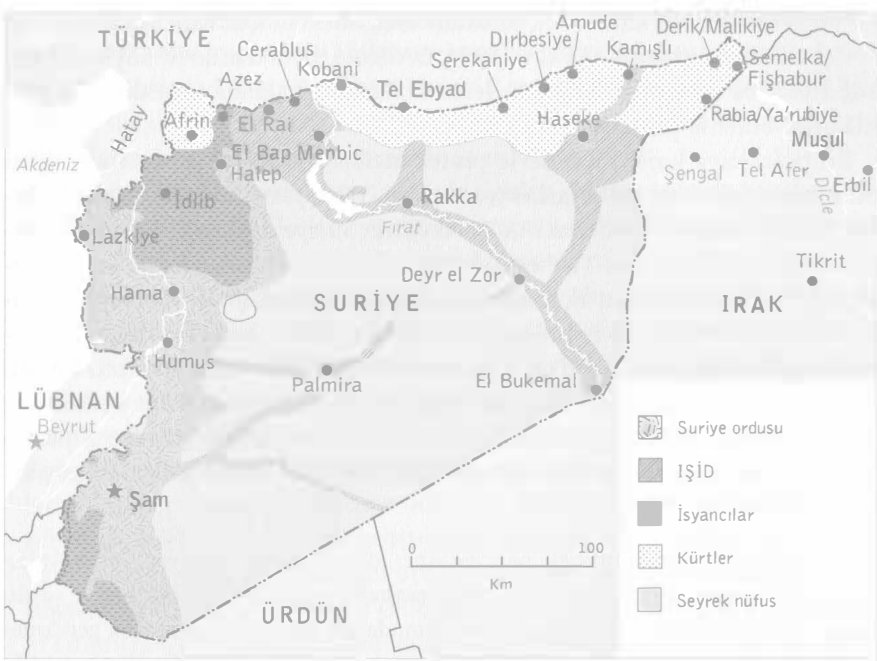 TÜRKİYE
Hatay
Akdeniz
Afrin
Azez
Cerablus
El Rai
Kobani
Tel Ebyad
Serekaniye
Dırbesiye
Amude
Kamışlı
Derik/Malikiye
Semelka/
Fişhabur
Rabia/Ya'rubiye
Haseke
El Bap Menbic
Halep
İdlib
Lazkiye
Rakka
Fırat
Şengal
Tel Afer
Musul
Dicle
Erbil
Tikrit
Deyr el Zor
Hama
SURİYE
IRAK
Humus
Palmira
El Bukemal
LÜBNAN
Beyrut
Şam
ÜRDÜN
0 100
Km
Suriye ordusu
IŞİD
İsyancılar
Kürtler
Seyrek nüfus